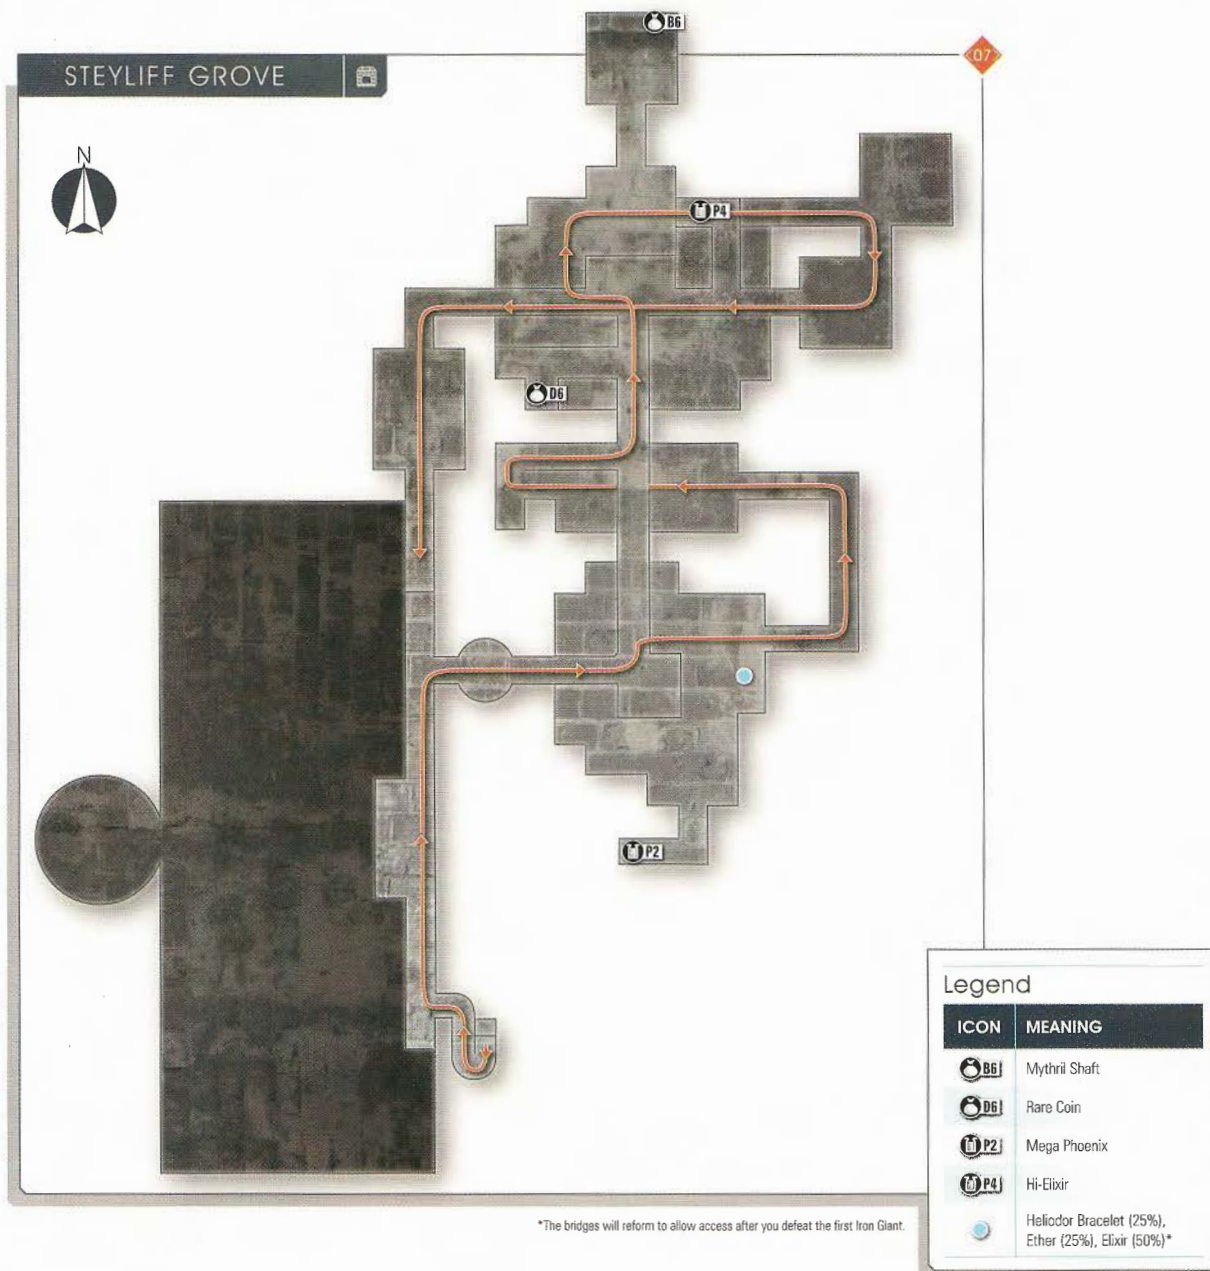 STEYLIFF GROVE
07
N
B6
P4
D6
P2
Legend
ICON MEANING
B6 Mythril Shaft
D6 Rare Coin
P2 Mega Phoenix
P4 Hi-Elixir
Heliodor Bracelet (25%),
Ether (25%), Elixir (50%)*
*The bridges will reform to allow access after you defeat the first Iron Giant.